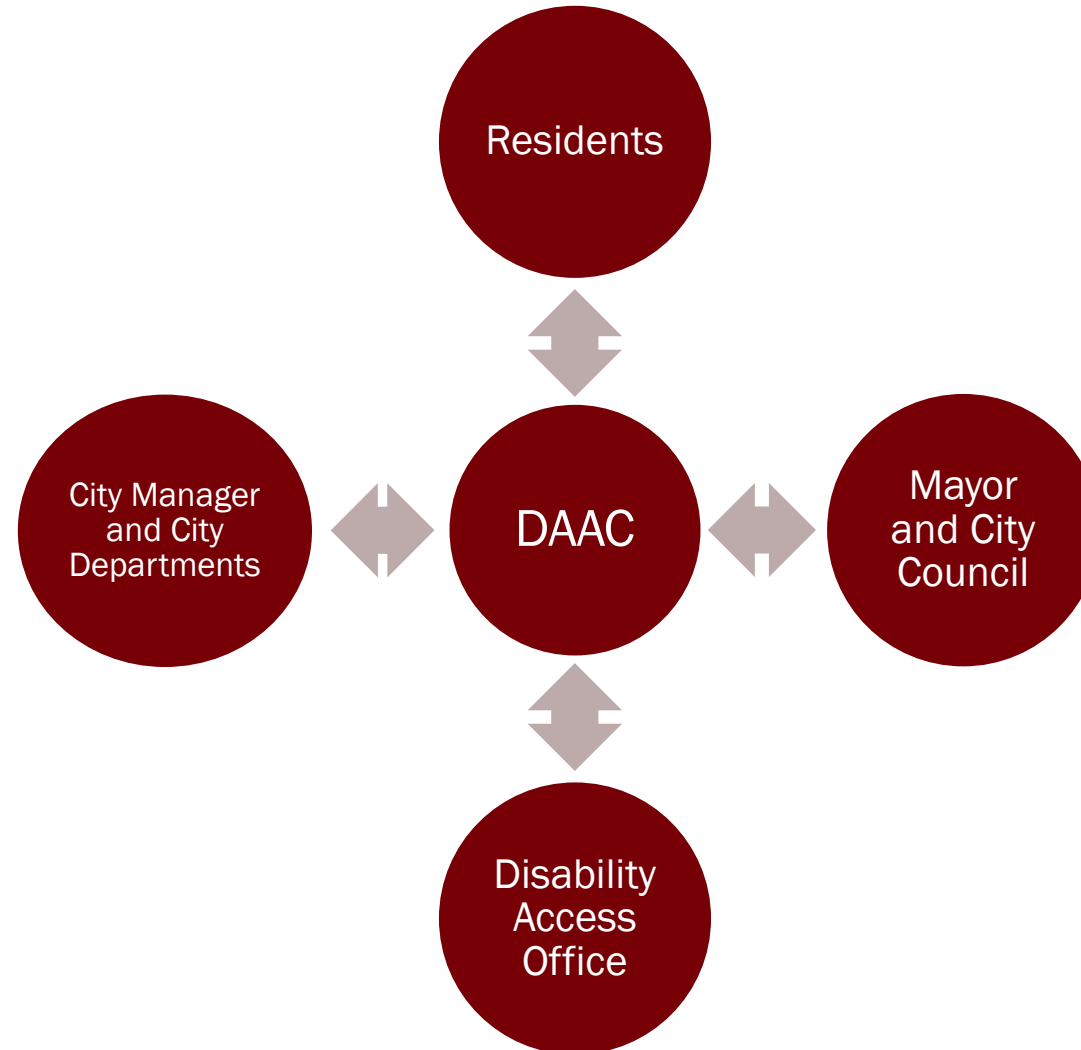 Residents
City Manager
and City
Departments
DAAC
Mayor
and City
Council
Disability
Access
Office